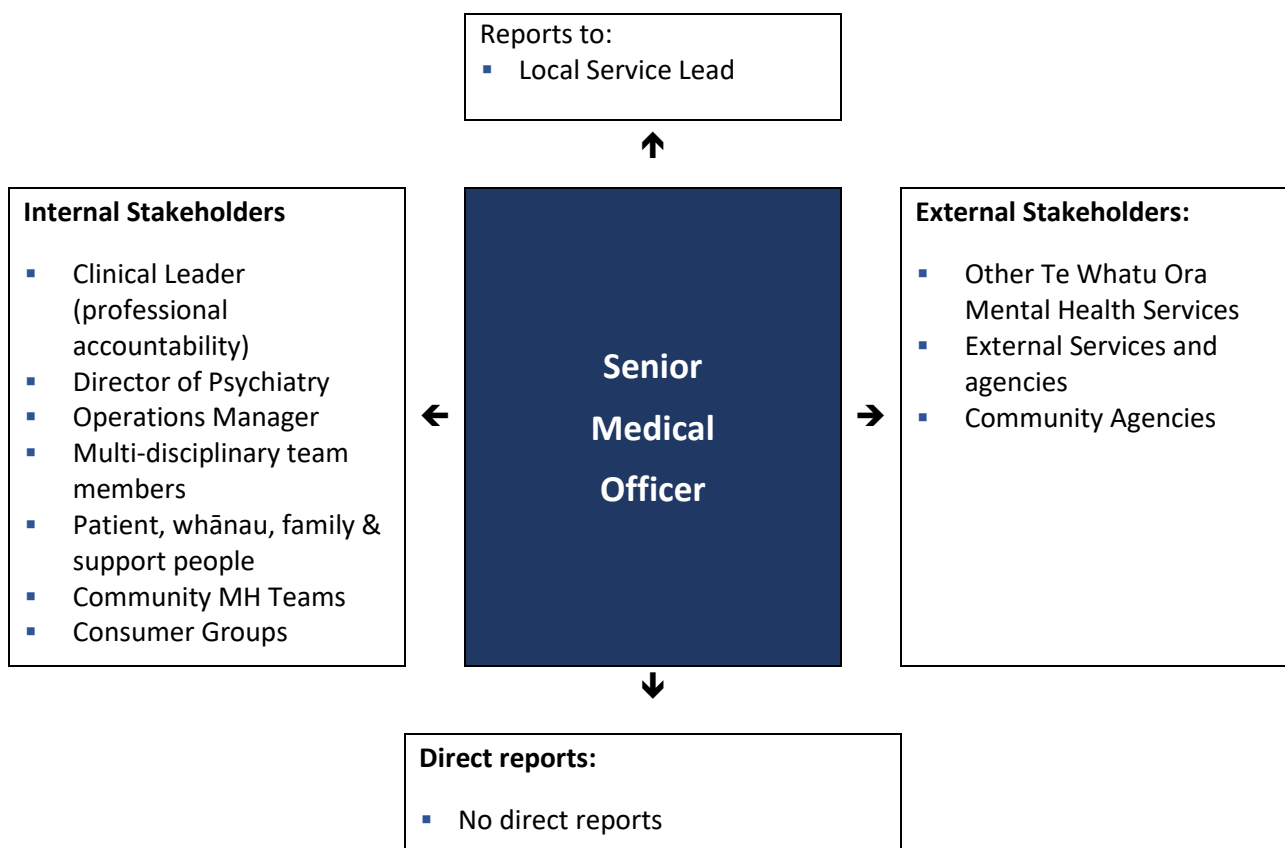 Reports to:
▪ Local Service Lead
Internal Stakeholders
▪ Clinical Leader
(professional
accountability)
▪ Director of Psychiatry
▪ Operations Manager
▪ Multi-disciplinary team
members
▪ Patient, whānau, family &
support people
▪ Community MH Teams
▪ Consumer Groups
Senior
Medical
Officer
External Stakeholders:
▪ Other Te Whatu Ora
Mental Health Services
▪ External Services and
agencies
▪ Community Agencies
Direct reports:
▪ No direct reports